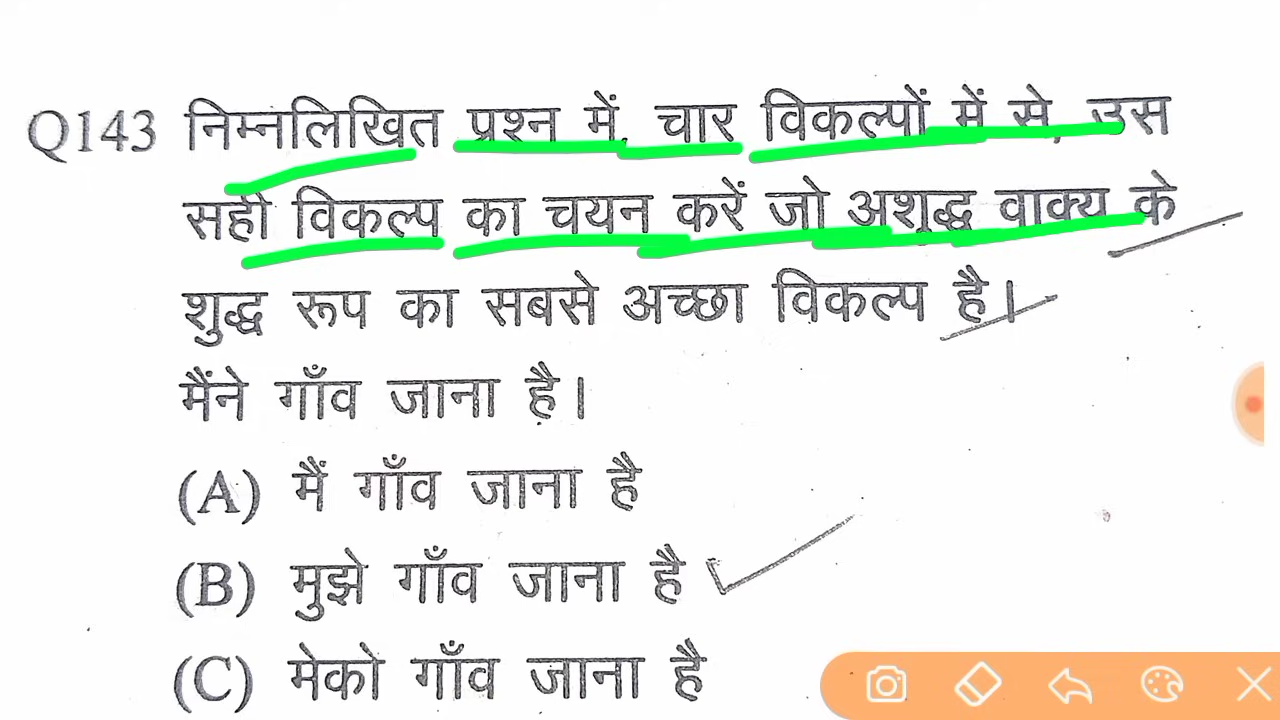 Q143 निम्नलिखित प्रश्न में, चार विकल्पों में से, उस
सही विकल्प का चयन करें जो अशुद्ध वाक्य के
शुद्ध रूप का सबसे अच्छा विकल्प है।
मैंने गाँव जाना है।
(A) मैं गाँव जाना है
(B) मुझे गाँव जाना है
(C) मेको गाँव जाना है